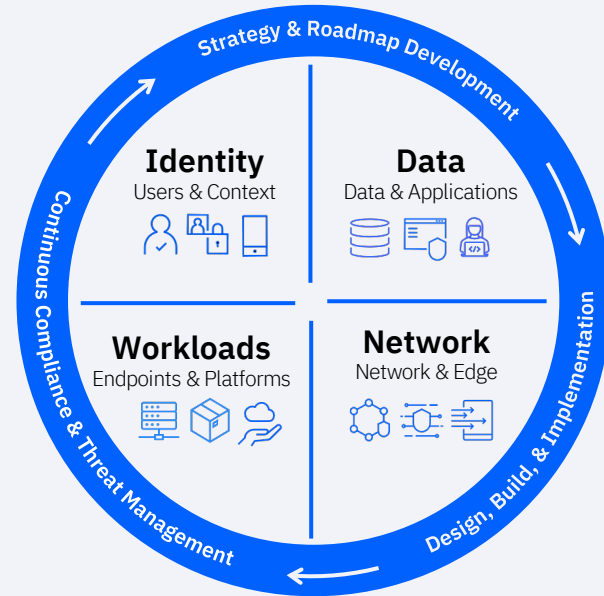 Strategy & Roadmap Development
Identity
Users & Context
Data
Data & Applications
Workloads
Endpoints & Platforms
Network
Network & Edge
Design, Build, & Implementation
Continuous Compliance & Threat Management